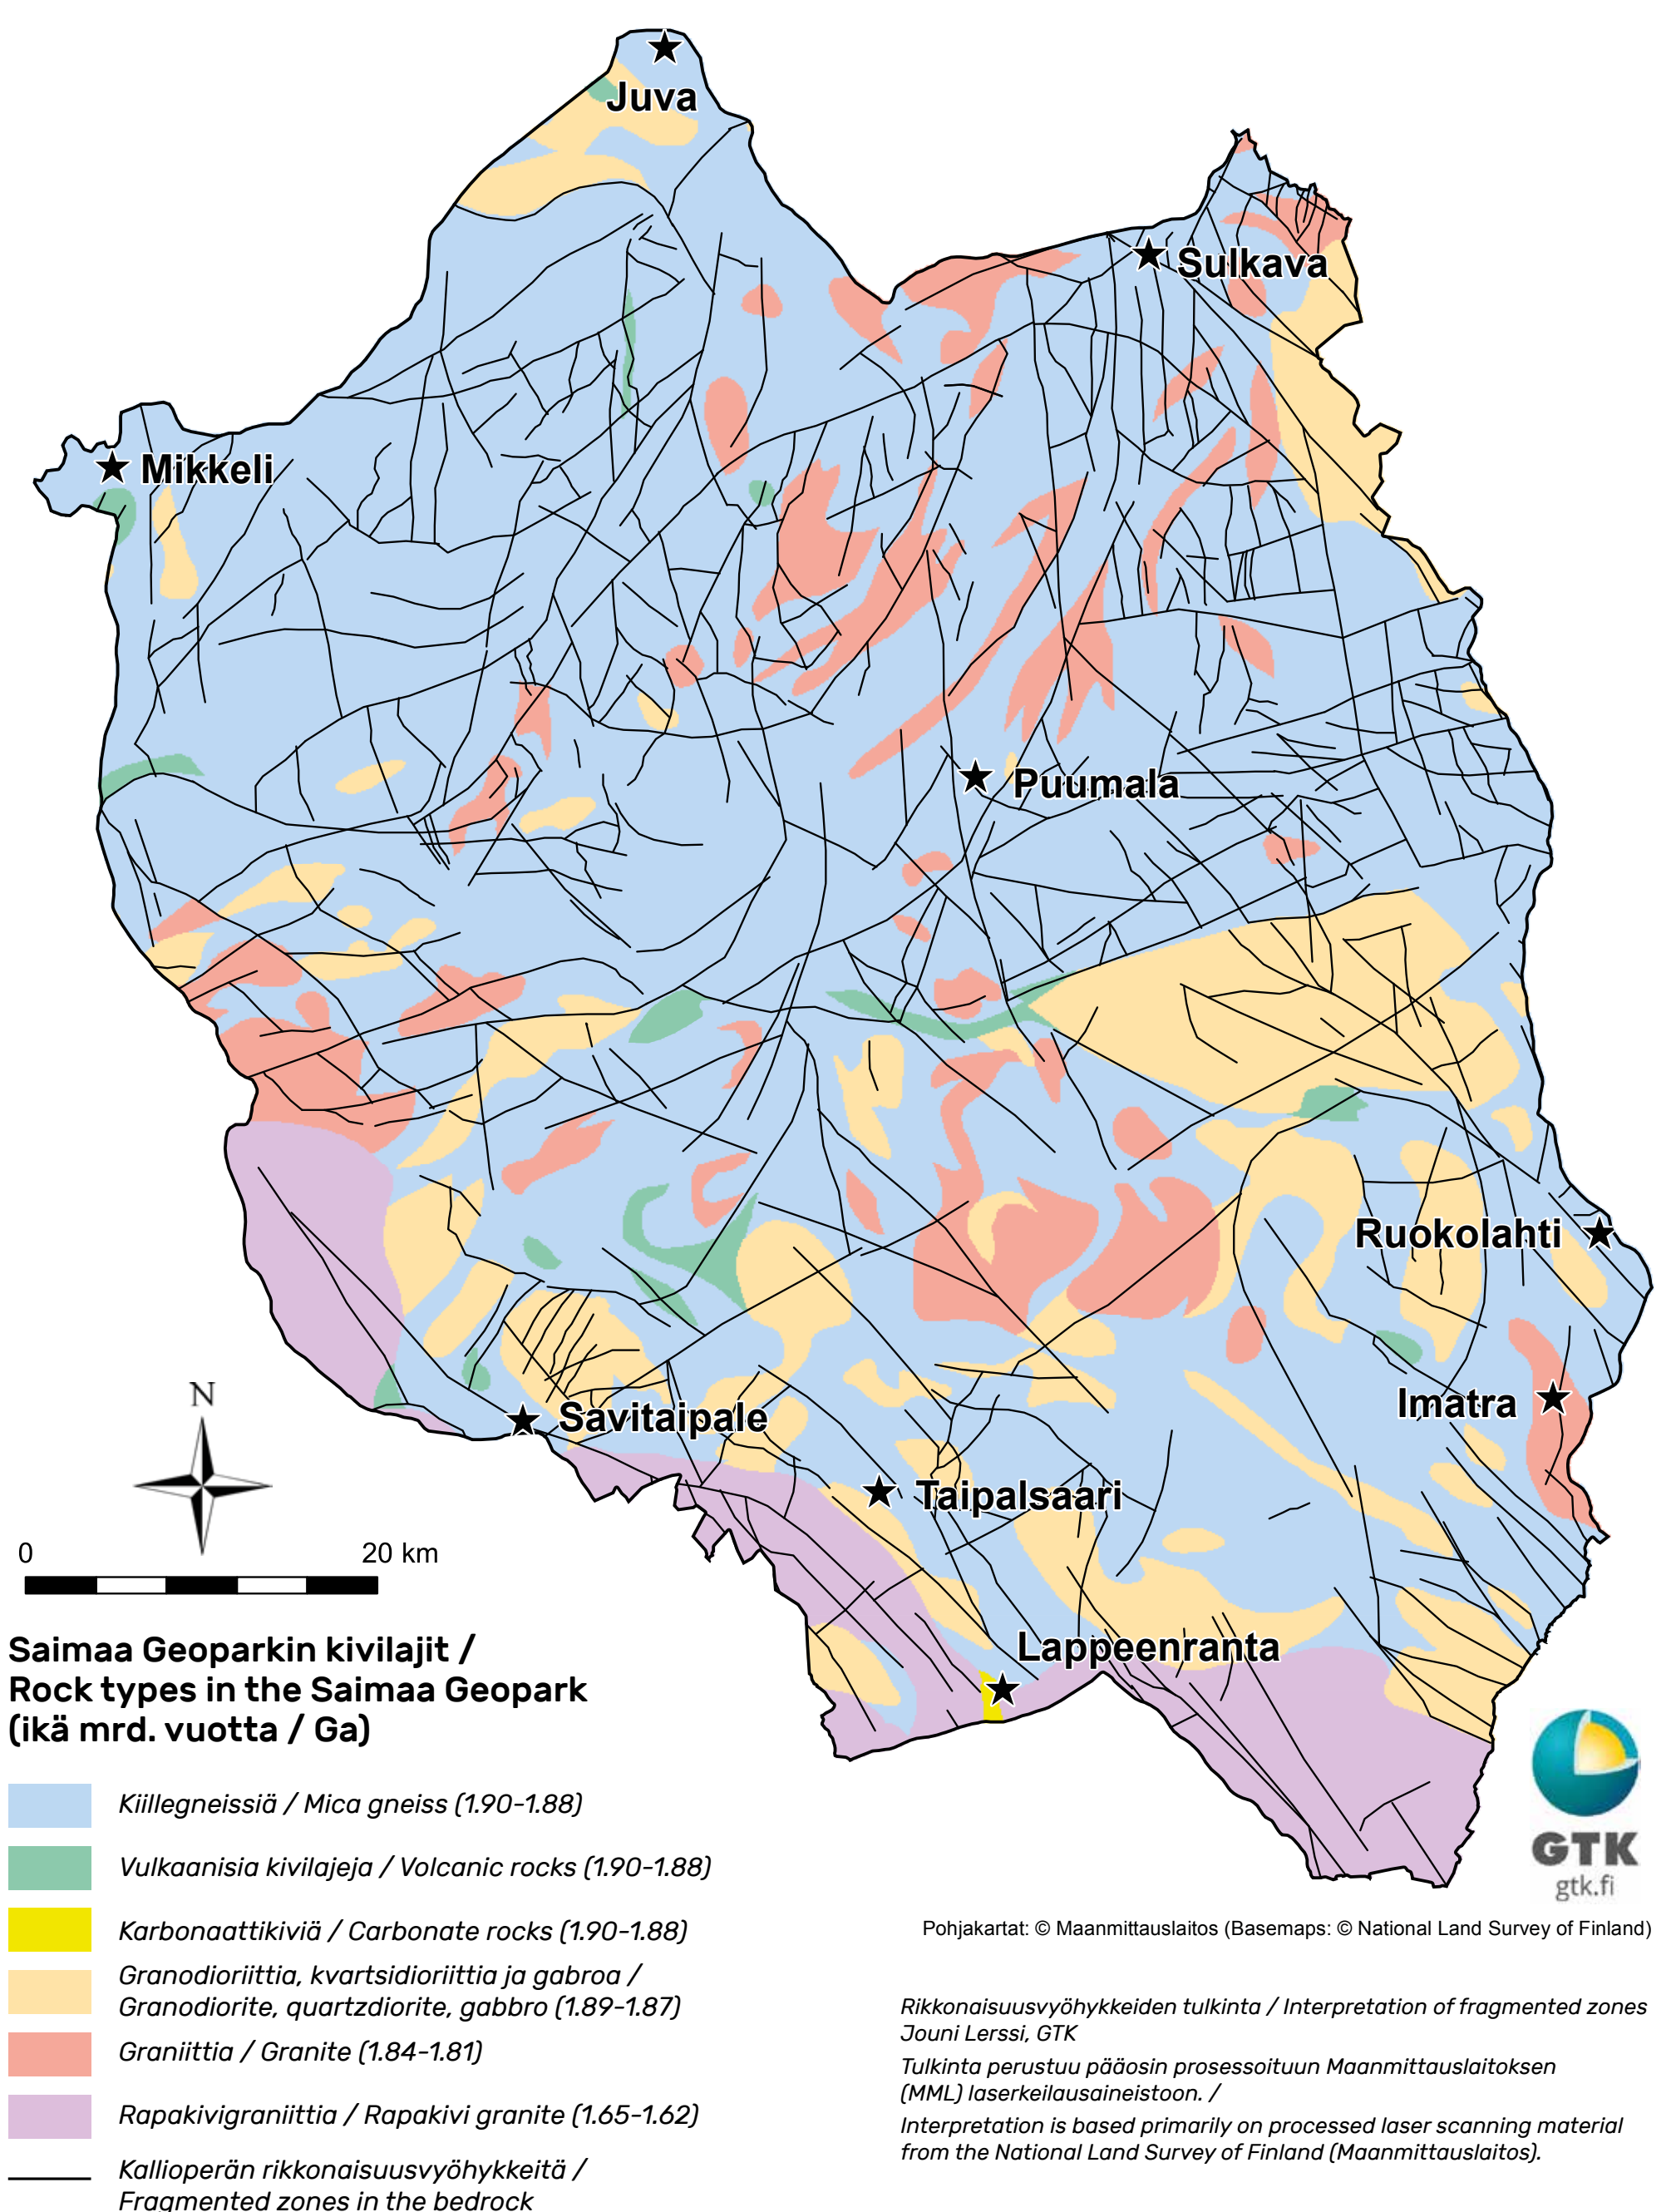 Juva
Sulkava
Mikkeli
Puumala
Ruokolahti
Imatra
Savitaipale
Taipalsaari
Lappeenranta
N
0 20 km
Saimaa Geoparkin kivilajit /
Rock types in the Saimaa Geopark
(ikä mrd. vuotta / Ga)
Kiillegneissiä / Mica gneiss (1.90-1.88)
Vulkaanisia kivilajeja / Volcanic rocks (1.90-1.88)
Karbonaattikiviä / Carbonate rocks (1.90-1.88)
Granodioriittia, kvartsidioriittia ja gabroa /
Granodiorite, quartzdiorite, gabbro (1.89-1.87)
Graniittia / Granite (1.84-1.81)
Rapakivigraniittia / Rapakivi granite (1.65-1.62)
Kallioperän rikkonaisuusvyöhykkeitä /
Fragmented zones in the bedrock
GTK
gtk.fi
Pohjakartat: © Maanmittauslaitos (Basemaps: © National Land Survey of Finland)
Rikkonaisuusvyöhykkeiden tulkinta / Interpretation of fragmented zones
Jouni Lerssi, GTK
Tulkinta perustuu pääosin prosessoituun Maanmittauslaitoksen
(MML) laserkeilausaineistoon. /
Interpretation is based primarily on processed laser scanning material
from the National Land Survey of Finland (Maanmittauslaitos).